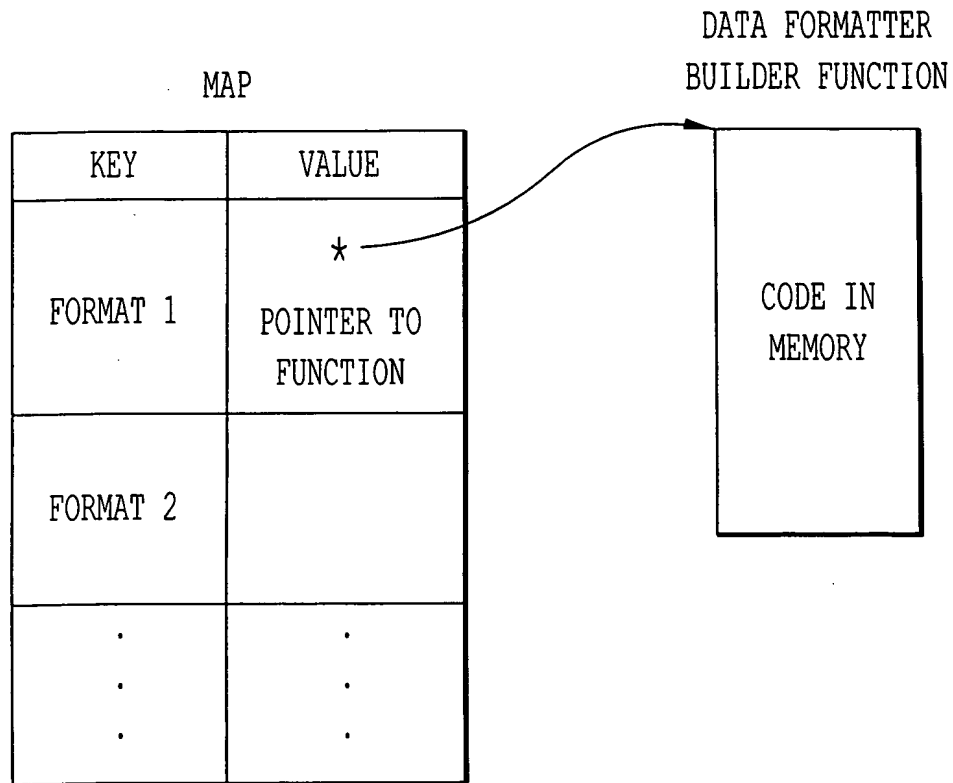 DATA FORMATTER
BUILDER FUNCTION
MAP
KEY
VALUE
FORMAT 1
*
POINTER TO
FUNCTION
CODE IN
MEMORY
FORMAT 2
. .
. .
. .